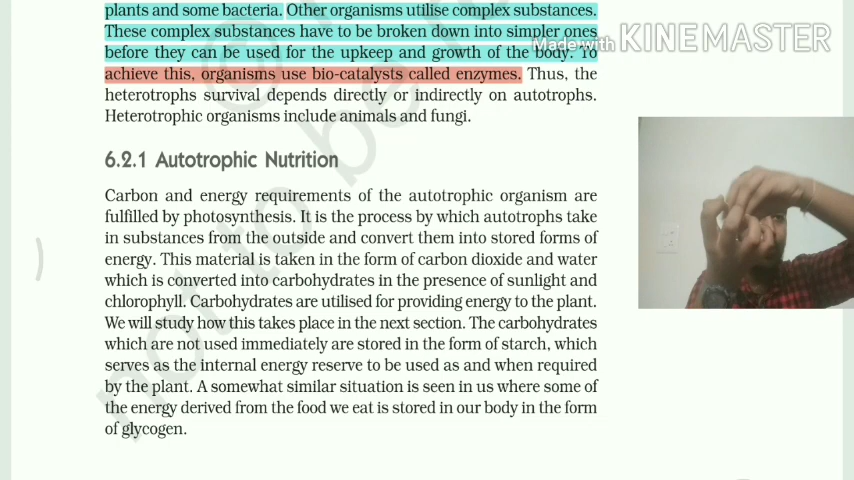 plants and some bacteria. Other organisms utilise complex substances.
These complex substances have to be broken down into simpler ones
before they can be used for the upkeep and growth of the body. To
Made with KINEMASTER
achieve this, organisms use bio-catalysts called enzymes. Thus, the
heterotrophs survival depends directly or indirectly on autotrophs.
Heterotrophic organisms include animals and fungi.
6.2.1 Autotrophic Nutrition
Carbon and energy requirements of the autotrophic organism are
fulfilled by photosynthesis. It is the process by which autotrophs take
in substances from the outside and convert them into stored forms of
energy. This material is taken in the form of carbon dioxide and water
which is converted into carbohydrates in the presence of sunlight and
chlorophyll. Carbohydrates are utilised for providing energy to the plant.
We will study how this takes place in the next section. The carbohydrates
which are not used immediately are stored in the form of starch, which
serves as the internal energy reserve to be used as and when required
by the plant. A somewhat similar situation is seen in us where some of
the energy derived from the food we eat is stored in our body in the form
of glycogen.
not to be